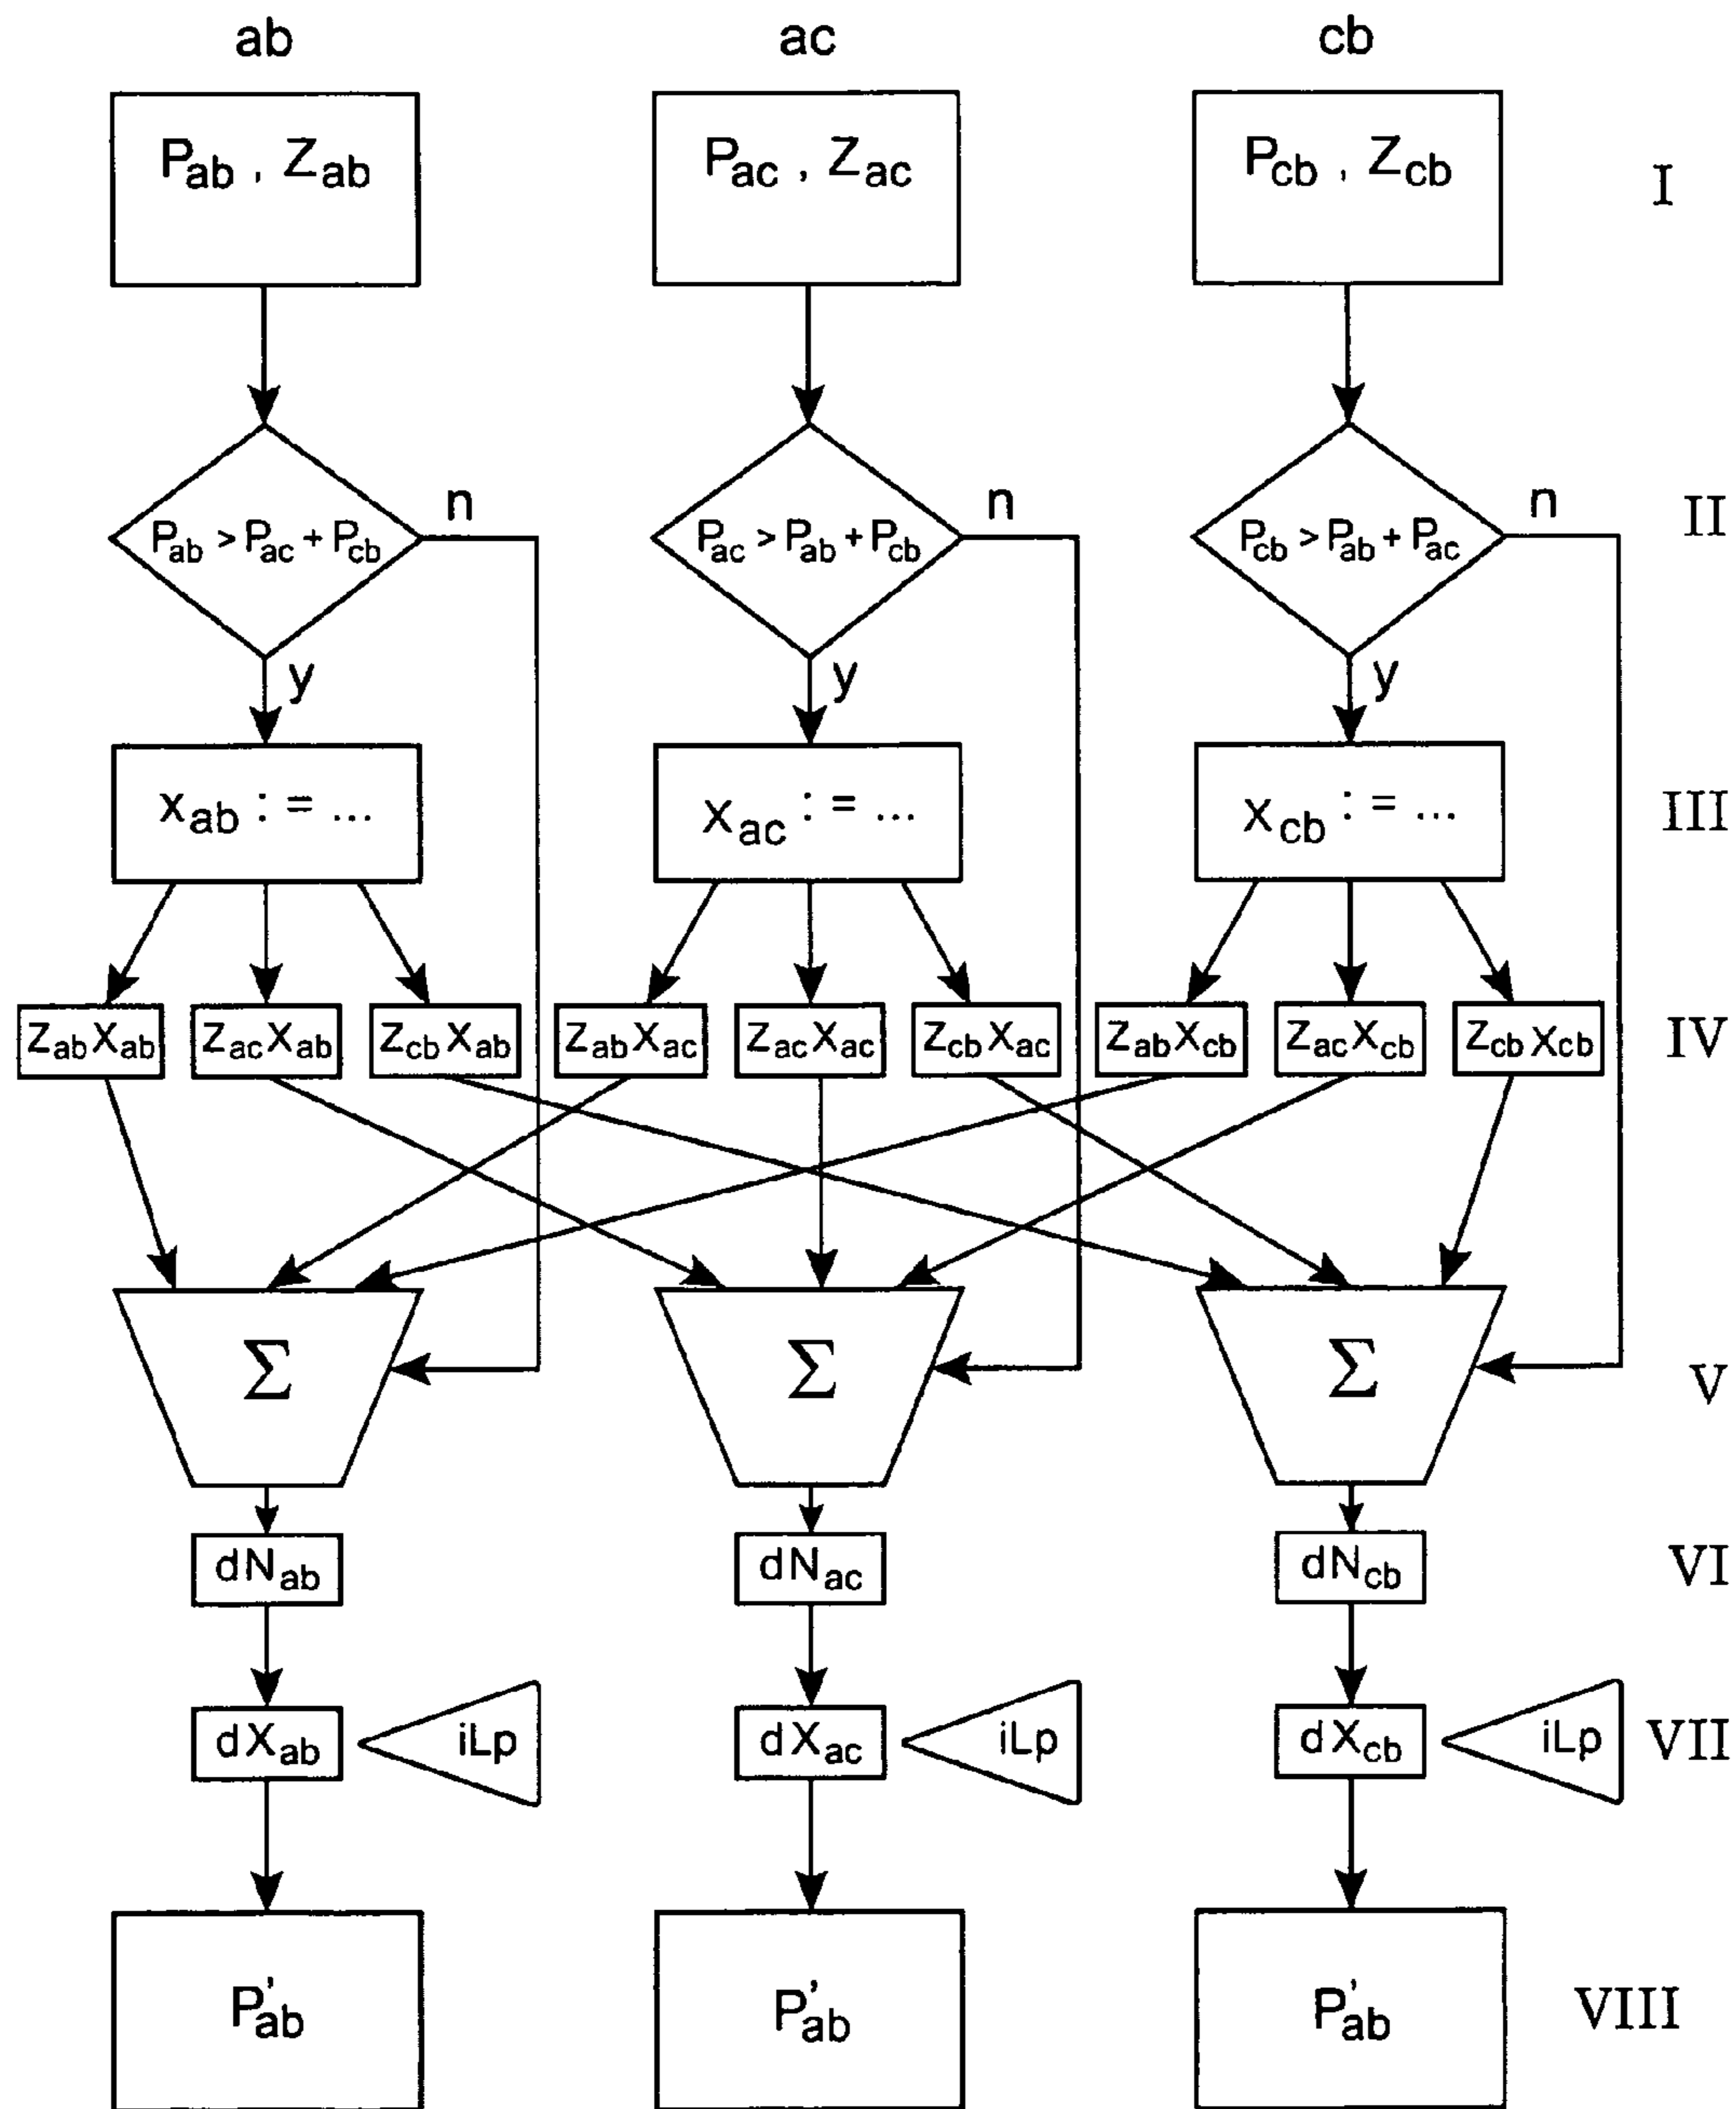 ab ac cb
Pab , Zab Pac , Zac Pcb , Zcb I
n n n
Pab > Pac + Pcb Pac > Pab + Pcb Pcb > Pab + Pac II
y y y
xab : = ... Xac : = ... Xcb : = ... III
ZabXab ZacXab ZcbXab ZabXac ZacXac ZcbXac ZabXcb ZacXcb ZcbXcb IV
Σ Σ Σ V
dNab dNac dNcb VI
dXab iLp dXac iLp dXcb iLp VII
P'ab P'ab P'ab VIII